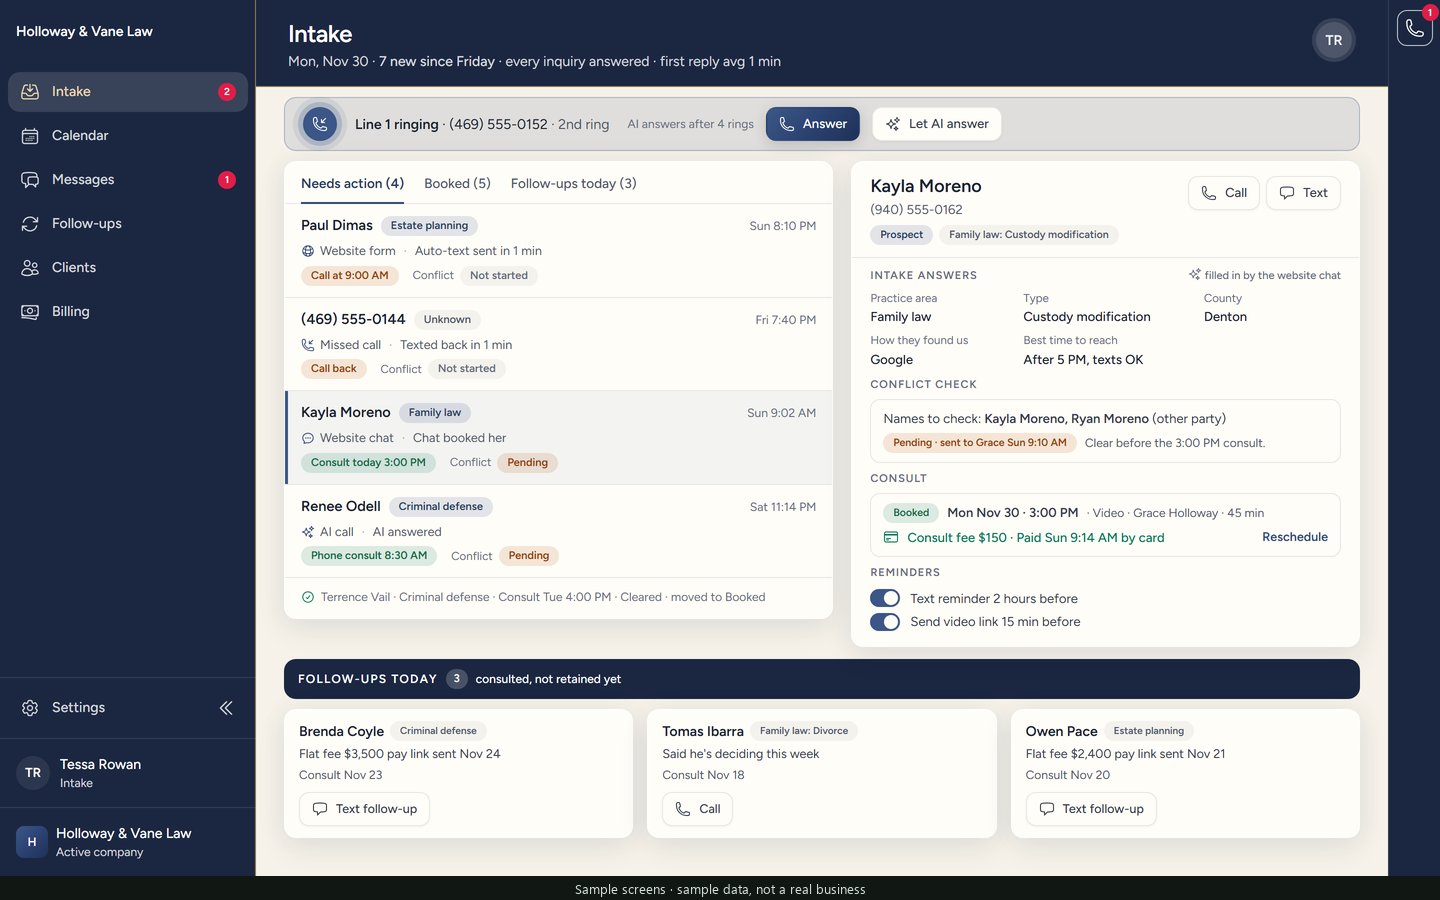 Holloway & Vane Law
Intake 2
Calendar
Messages 1
Follow-ups
Clients
Billing
Settings
TR Tessa Rowan
Intake
H Holloway & Vane Law
Active company
Intake
Mon, Nov 30 · 7 new since Friday · every inquiry answered · first reply avg 1 min
TR
1
Line 1 ringing · (469) 555-0152 · 2nd ring AI answers after 4 rings Answer Let AI answer
Needs action (4) Booked (5) Follow-ups today (3)
Paul Dimas Estate planning Sun 8:10 PM
Website form · Auto-text sent in 1 min
Call at 9:00 AM Conflict Not started
(469) 555-0144 Unknown Fri 7:40 PM
Missed call · Texted back in 1 min
Call back Conflict Not started
Kayla Moreno Family law Sun 9:02 AM
Website chat · Chat booked her
Consult today 3:00 PM Conflict Pending
Renee Odell Criminal defense Sat 11:14 PM
AI call · AI answered
Phone consult 8:30 AM Conflict Pending
Terrence Vail · Criminal defense · Consult Tue 4:00 PM · Cleared · moved to Booked
Kayla Moreno Call Text
(940) 555-0162
Prospect Family law: Custody modification
INTAKE ANSWERS filled in by the website chat
Practice area Type County
Family law Custody modification Denton
How they found us Best time to reach
Google After 5 PM, texts OK
CONFLICT CHECK
Names to check: Kayla Moreno, Ryan Moreno (other party)
Pending · sent to Grace Sun 9:10 AM Clear before the 3:00 PM consult.
CONSULT
Booked Mon Nov 30 · 3:00 PM · Video · Grace Holloway · 45 min
Consult fee $150 · Paid Sun 9:14 AM by card Reschedule
REMINDERS
Text reminder 2 hours before
Send video link 15 min before
FOLLOW-UPS TODAY 3 consulted, not retained yet
Brenda Coyle Criminal defense
Flat fee $3,500 pay link sent Nov 24
Consult Nov 23
Text follow-up
Tomas Ibarra Family law: Divorce
Said he's deciding this week
Consult Nov 18
Call
Owen Pace Estate planning
Flat fee $2,400 pay link sent Nov 21
Consult Nov 20
Text follow-up
Sample screens · sample data, not a real business